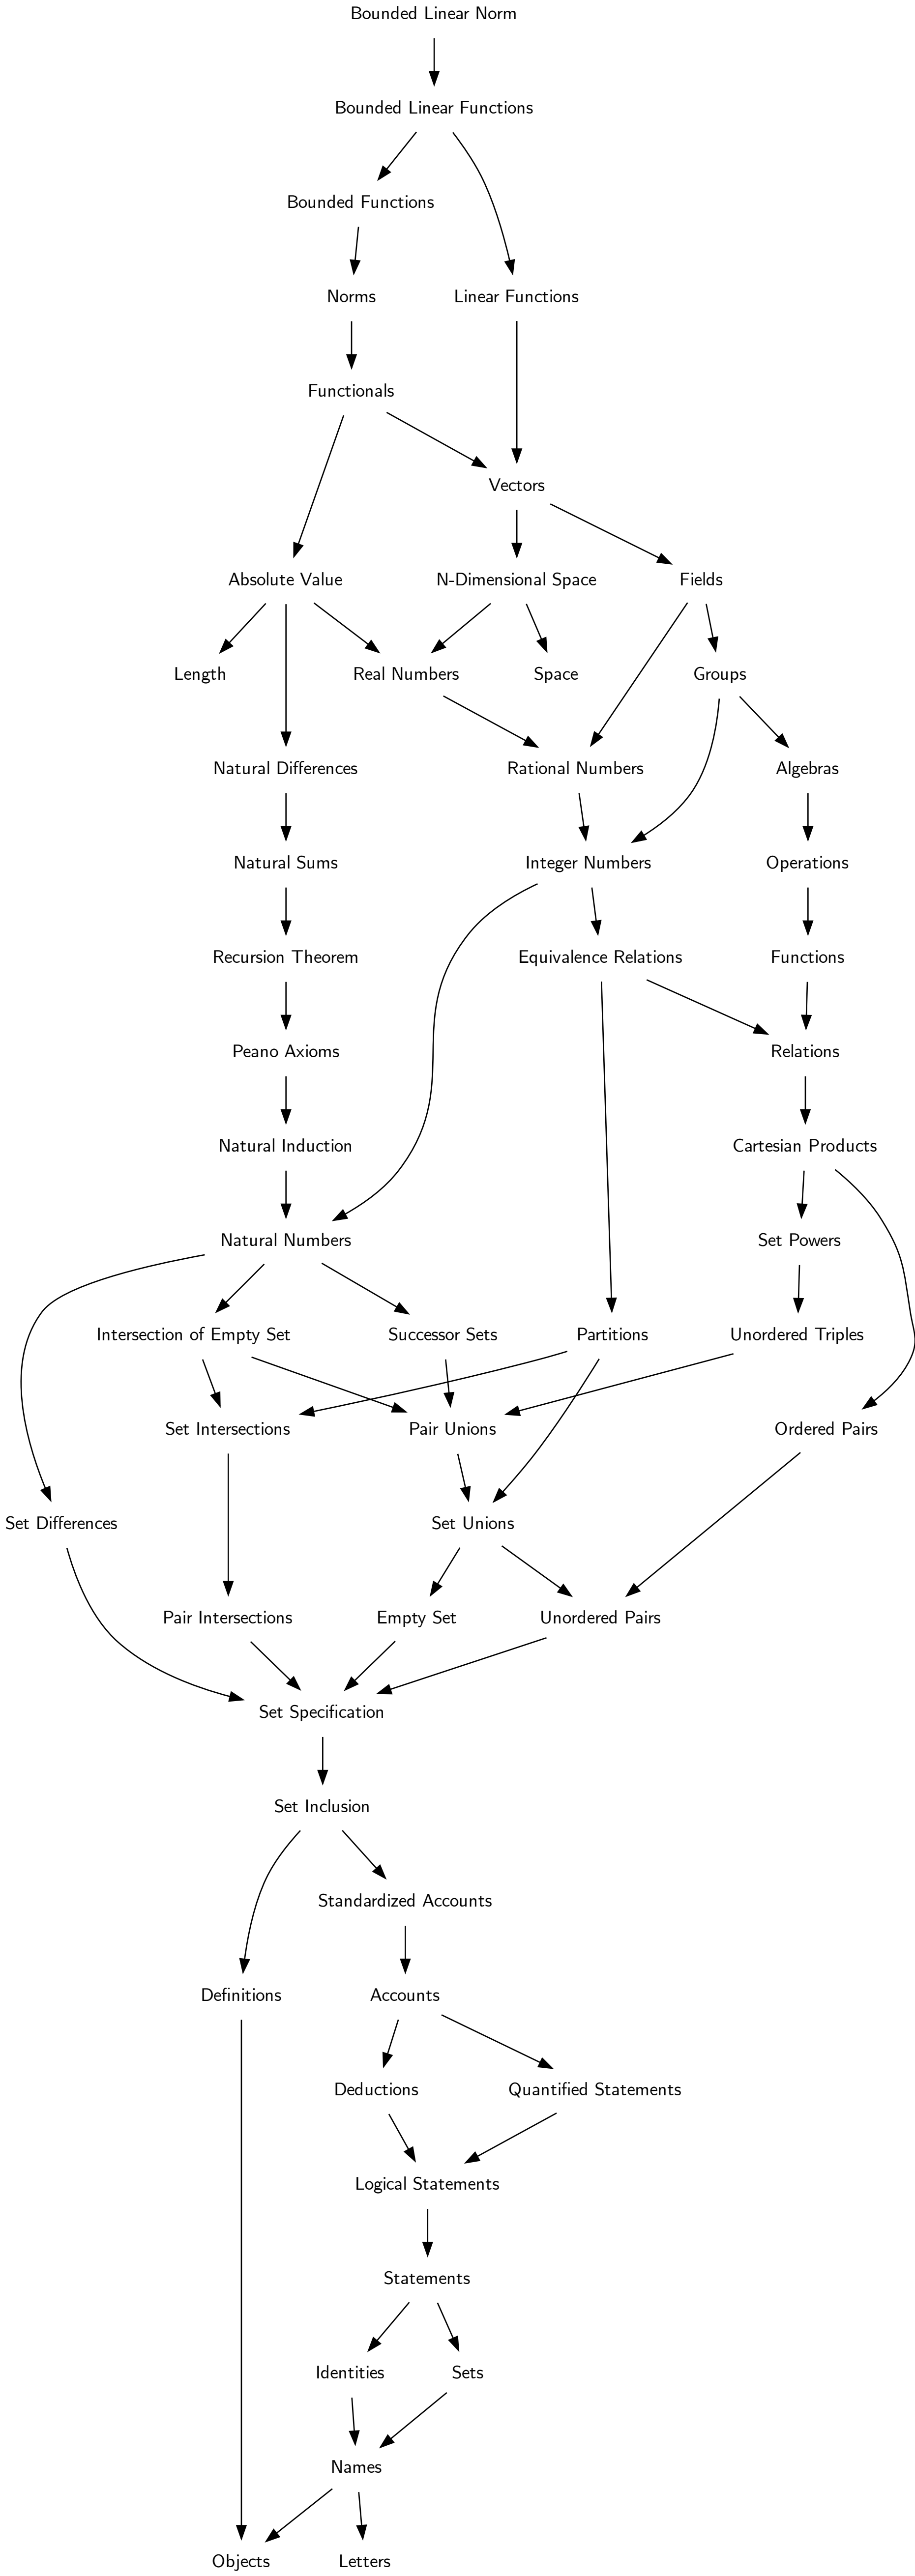 Bounded Linear Norm
Bounded Linear Functions
Bounded Functions
Norms
Linear Functions
Functionals
Vectors
Absolute Value
N-Dimensional Space
Fields
Length
Real Numbers
Space
Groups
Natural Differences
Rational Numbers
Algebras
Natural Sums
Integer Numbers
Operations
Recursion Theorem
Equivalence Relations
Functions
Peano Axioms
Relations
Natural Induction
Cartesian Products
Natural Numbers
Set Powers
Intersection of Empty Set
Successor Sets
Partitions
Unordered Triples
Set Intersections
Pair Unions
Ordered Pairs
Set Differences
Set Unions
Pair Intersections
Empty Set
Unordered Pairs
Set Specification
Set Inclusion
Standardized Accounts
Definitions
Accounts
Deductions
Quantified Statements
Logical Statements
Statements
Identities
Sets
Names
Objects
Letters